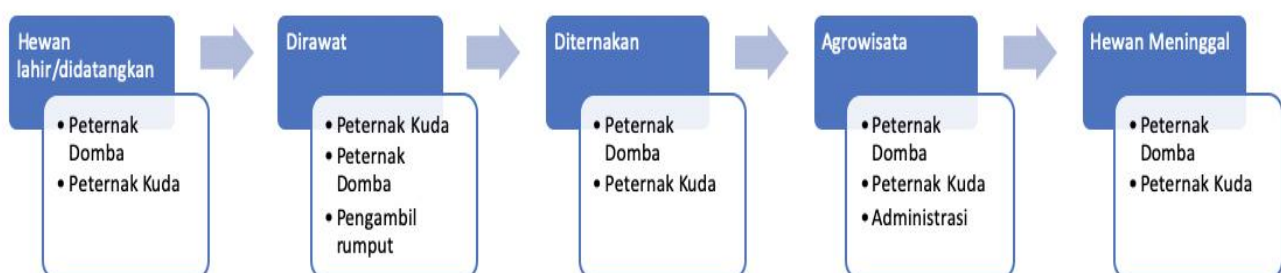 Hewan
lahir/didatangkan
• Peternak
Domba
• Peternak Kuda
Dirawat
• Peternak Kuda
• Peternak
Domba
• Pengambil
rumput
Diternakan
• Peternak
Domba
• Peternak Kuda
Agrowisata
• Peternak
Domba
• Peternak Kuda
• Administrasi
Hewan Meninggal
• Peternak
Domba
• Peternak Kuda